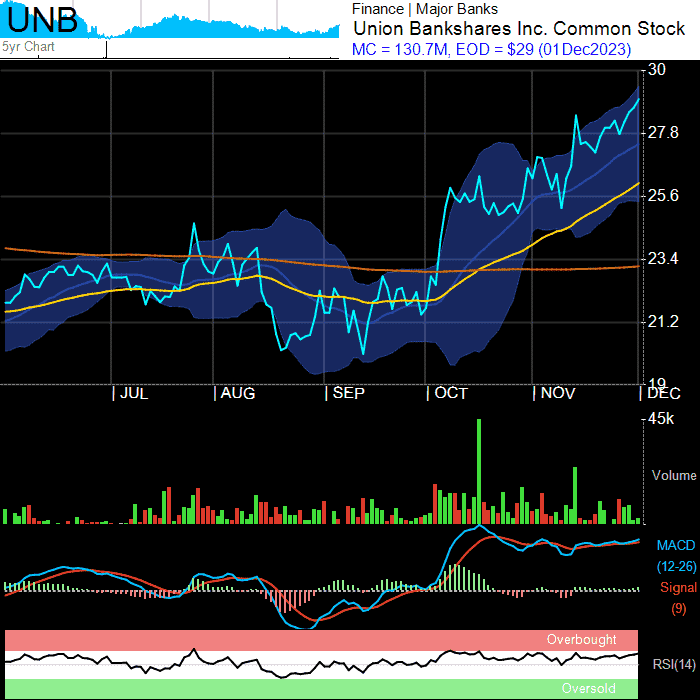 UNB
5yr Chart
Finance | Major Banks
Union Bankshares Inc. Common Stock
MC = 130.7M, EOD = $29 (01Dec2023)
30
27.8
25.6
23.4
21.2
19
JUL
AUG
SEP
OCT
NOV
DEC
45k
Volume
MACD
(12-26)
Signal
(9)
Overbought
RSI(14)
Oversold